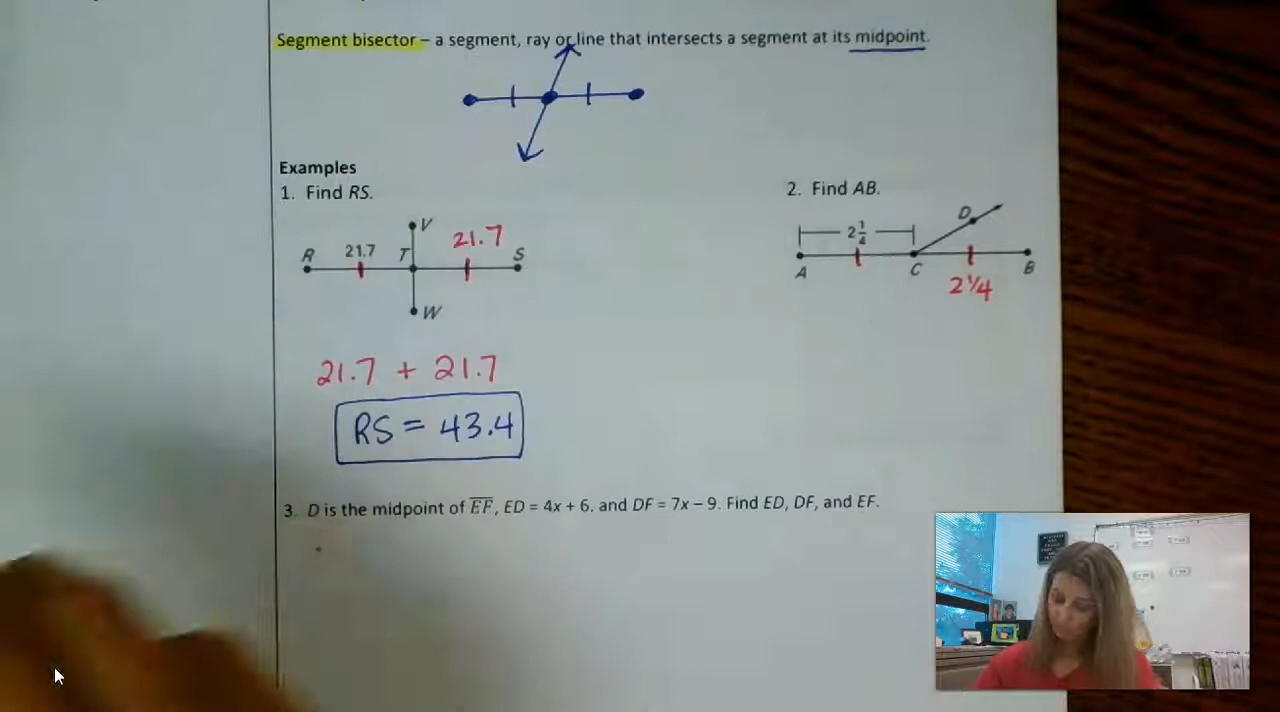 Segment bisector – a segment, ray or line that intersects a segment at its midpoint.
Examples
1. Find RS.
2. Find AB.
V
R 21.7 T 21.7 S
W
D
2 1/4
A C B
2 1/4
21.7 + 21.7
RS = 43.4
3. D is the midpoint of EF, ED = 4x + 6, and DF = 7x – 9. Find ED, DF, and EF.